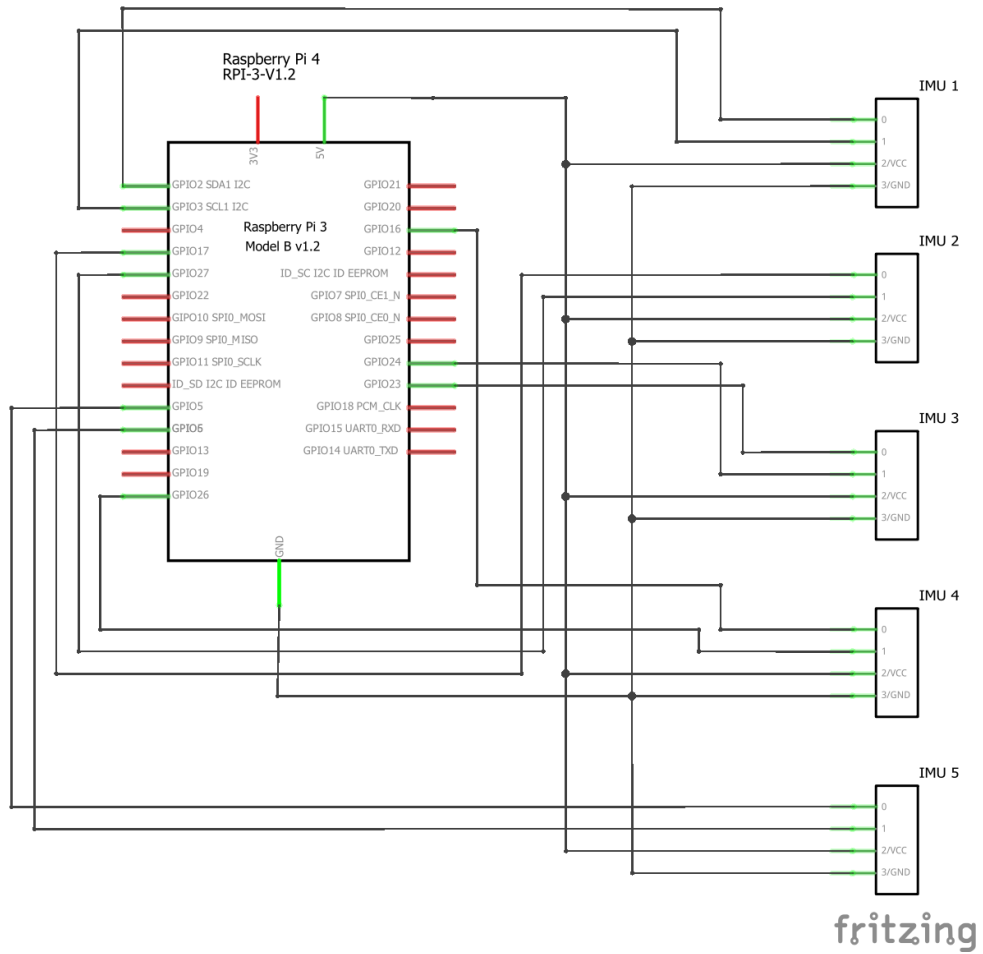 Raspberry Pi 4
RPI-3-V1.2
3V3
5V
GPIO2 SDA1 I2C
GPIO3 SCL1 I2C
GPIO4
GPIO17
GPIO27
GPIO22
GIPO10 SPI0_MOSI
GPIO9 SPI0_MISO
GPIO11 SPI0_SCLK
ID_SD I2C ID EEPROM
GPIO5
GPIO6
GPIO13
GPIO19
GPIO26
Raspberry Pi 3
Model B v1.2
GPIO21
GPIO20
GPIO16
GPIO12
ID_SC I2C ID EEPROM
GPIO7 SPI0_CE1_N
GPIO8 SPI0_CE0_N
GPIO25
GPIO24
GPIO23
GPIO18 PCM_CLK
GPIO15 UART0_RXD
GPIO14 UART0_TXD
GND
IMU 1
0
1
2/VCC
3/GND
IMU 2
0
1
2/VCC
3/GND
IMU 3
0
1
2/VCC
3/GND
IMU 4
0
1
2/VCC
3/GND
IMU 5
0
1
2/VCC
3/GND
fritzing